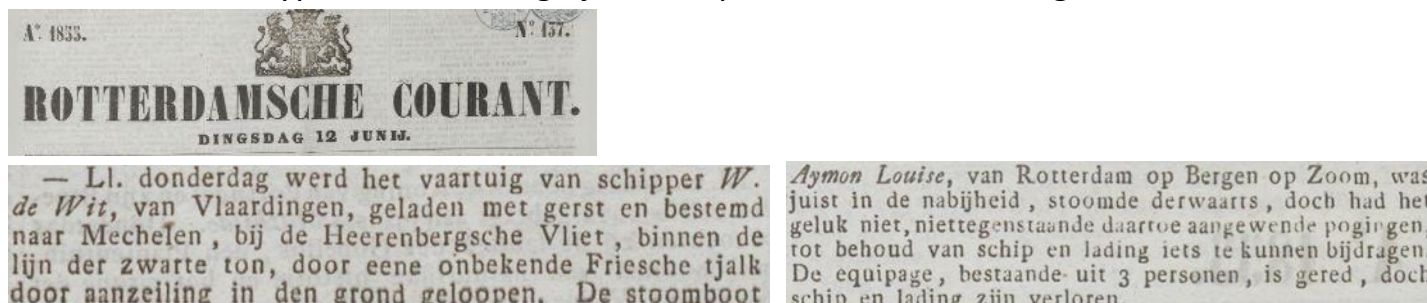 Aº. 1855.
Nº. 137.
ROTTERDAMSCHE COURANT.
DINGSDAG 12 JUNIJ.
— Ll. donderdag werd het vaartuig van schipper W.
de Wit, van Vlaardingen, geladen met gerst en bestemd
naar Mechelen, bij de Heerenbergsche Vliet, binnen de
lijn der zwarte ton, door eene onbekende Friesche tjalk
door aanzeiling in den grond geloopen. De stoomboot
Aymon Louise, van Rotterdam op Bergen op Zoom, was
juist in de nabijheid, stoomde derwaarts, doch had het
geluk niet, niettegenstaande daartoe aangewende pogingen,
tot behoud van schip en lading iets te kunnen bijdragen.
De equipage, bestaande uit 3 personen, is gered, doch
schip en lading zijn verloren.